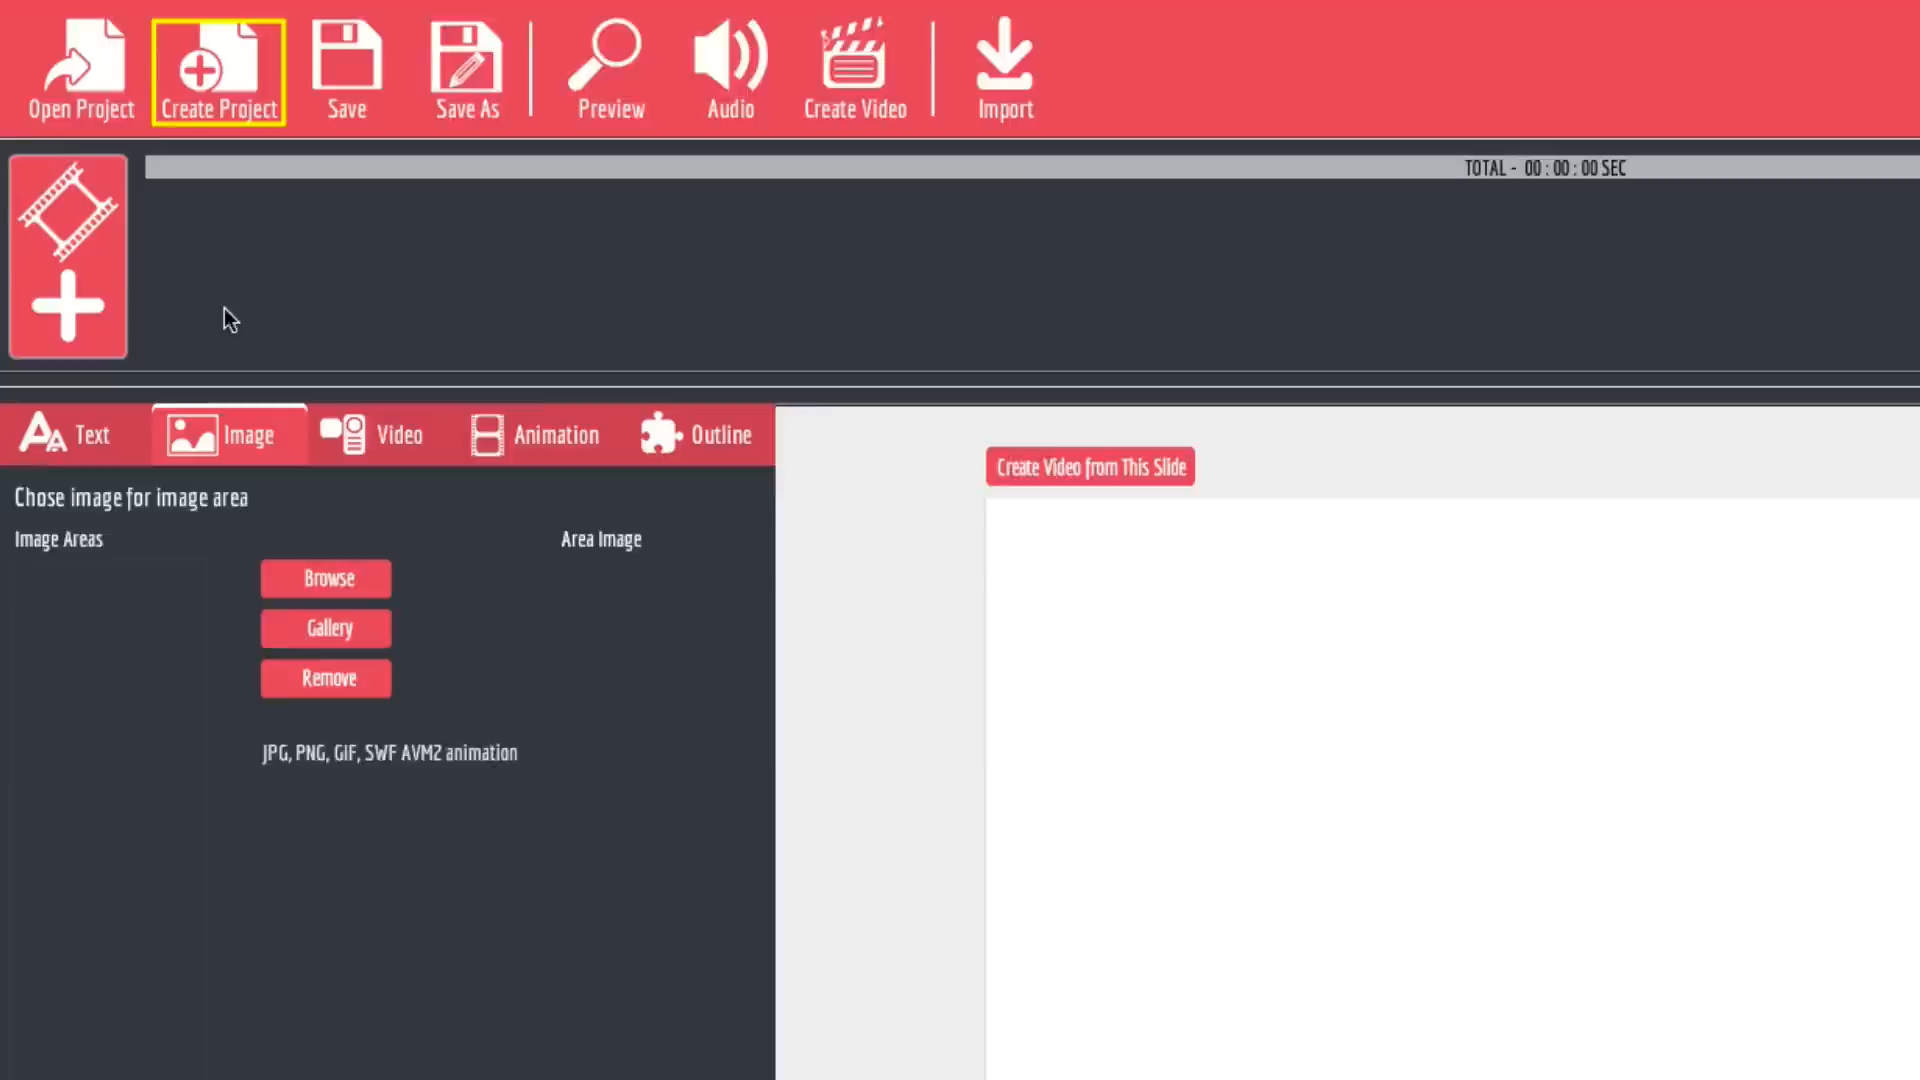 Open Project
Create Project
Save
Save As
Preview
Audio
Create Video
Import
TOTAL - 00 : 00 : 00 SEC
Text
Image
Video
Animation
Outline
Create Video from This Slide
Chose image for image area
Image Areas
Area Image
Browse
Gallery
Remove
JPG, PNG, GIF, SWF AVM2 animation